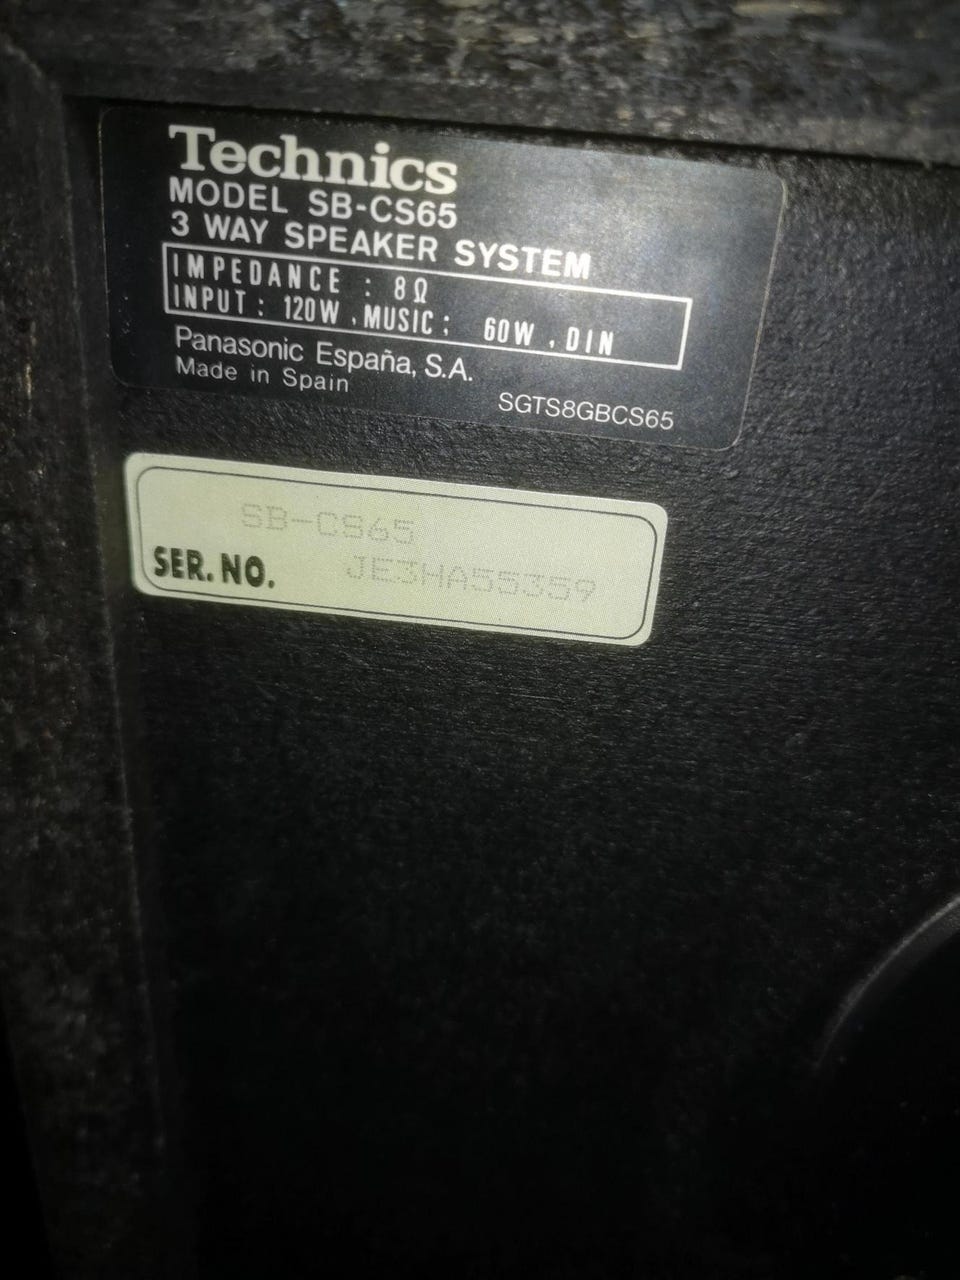 Technics
MODEL SB-CS65
3 WAY SPEAKER SYSTEM
IMPEDANCE : 8Ω
INPUT : 120W , MUSIC : 60W , DIN
Panasonic España, S.A.
Made in Spain
SGTS8GBCS65
SB-CS65
SER. NO. JE3HA55359